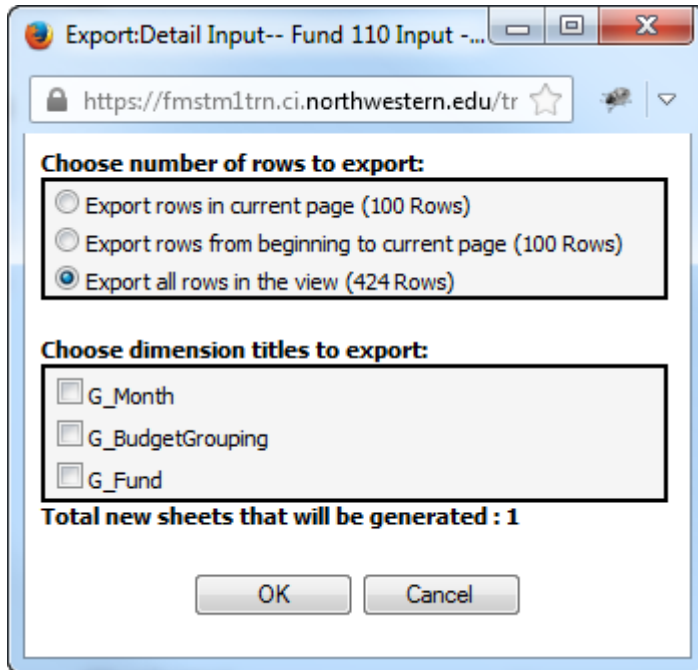 Export:Detail Input-- Fund 110 Input -...
https://fmstm1trn.ci.northwestern.edu/tr
Choose number of rows to export:
Export rows in current page (100 Rows)
Export rows from beginning to current page (100 Rows)
Export all rows in the view (424 Rows)
Choose dimension titles to export:
G_Month
G_BudgetGrouping
G_Fund
Total new sheets that will be generated : 1
OK Cancel